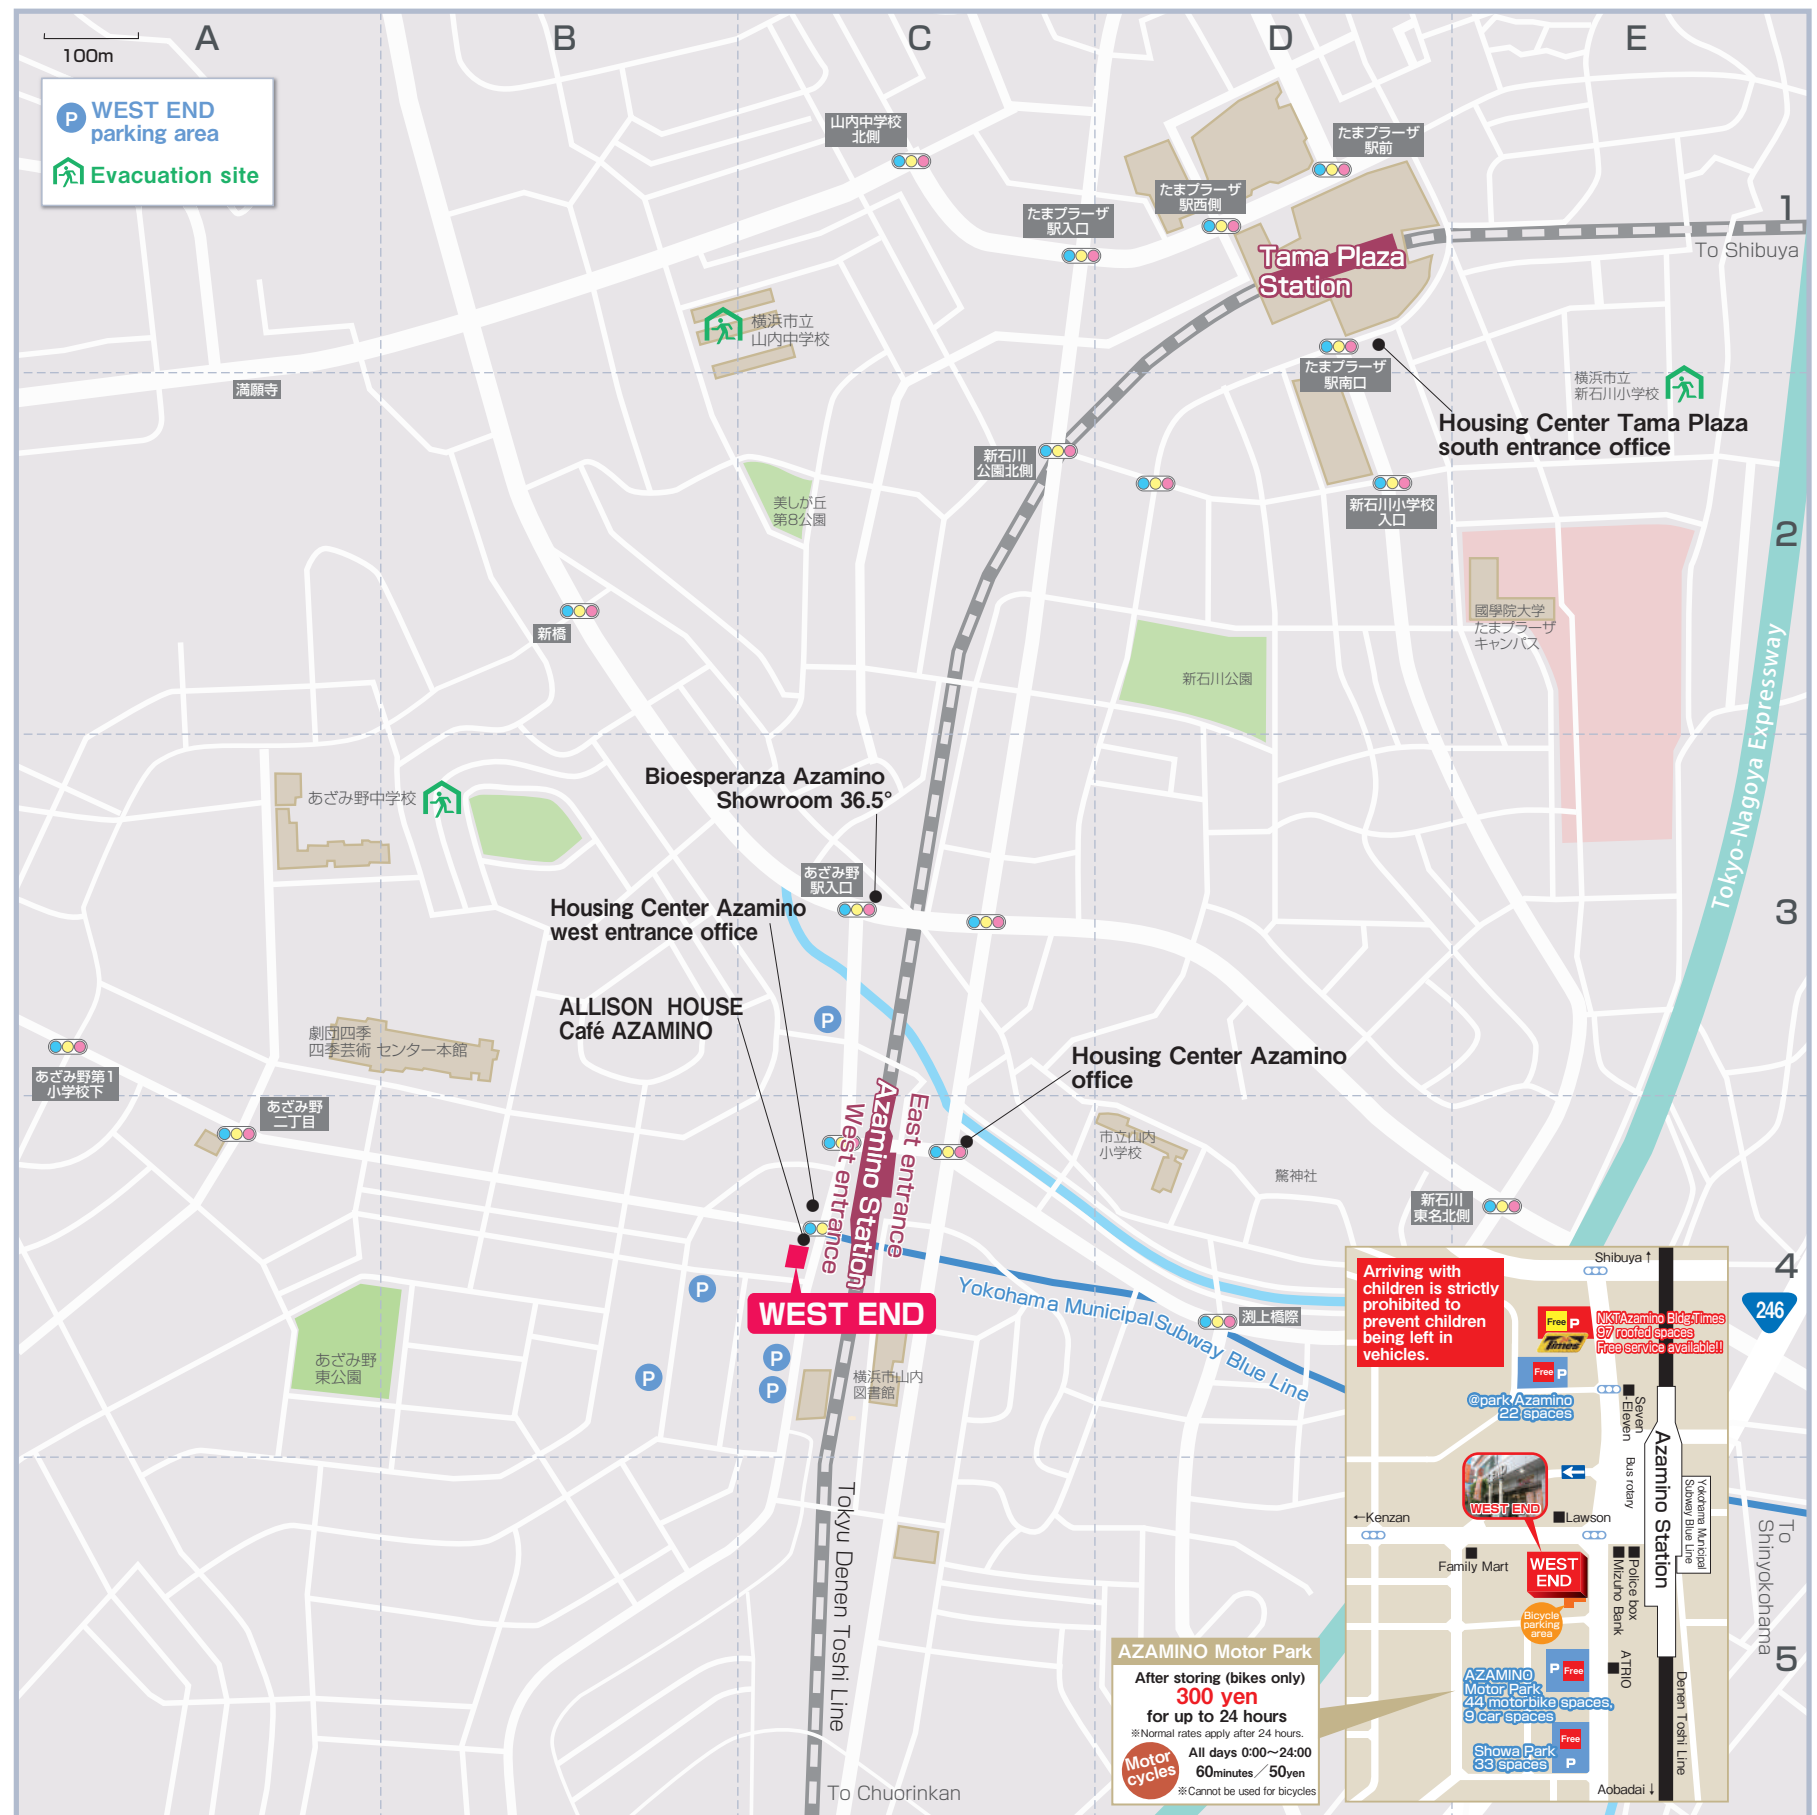 A
B
C
D
E
100m
P WEST END
parking area
Evacuation site
山内中学校
北側
たまプラーザ
駅前
たまプラーザ
駅西側
たまプラーザ
駅入口
1
To Shibuya
Tama Plaza
Station
横浜市立
山内中学校
たまプラーザ
駅南口
満願寺
横浜市立
新石川小学校
Housing Center Tama Plaza
south entrance office
新石川
公園北側
美しが丘
第8公園
新石川小学校
入口
2
新橋
國學院大学
たまプラーザ
キャンパス
新石川公園
Tokyo-Nagoya Expressway
Bioesperanza Azamino
Showroom 36.5°
あざみ野中学校
あざみ野
駅入口
Housing Center Azamino
west entrance office
3
ALLISON HOUSE
Café AZAMINO
P
劇団四季
四季芸術 センター本館
Housing Center Azamino
office
あざみ野第1
小学校下
あざみ野
二丁目
West entrance
Azamino Station
East entrance
市立山内
小学校
驚神社
新石川
東名北側
4
P
WEST END
Yokohama Municipal Subway Blue Line
渕上橋際
246
あざみ野
東公園
P
P
P
横浜市山内
図書館
Tokyu Denen Toshi Line
To Chuorinkan
To
Shinyokohama
5
Arriving with
children is strictly
prohibited to
prevent children
being left in
vehicles.
Shibuya↑
Free P
Times
NKTAzamino Bldg.Times
97 roofed spaces
Free service available!!
Free P
@park Azamino
22 spaces
Seven
-Eleven
Bus rotary
Azamino Station
Yokohama Municipal
Subway Blue Line
WEST END
←Kenzan
Lawson
Family Mart
WEST
END
Police box
Mizuho Bank
Bicycle
parking
area
ATRIO
P Free
AZAMINO
Motor Park
44 motorbike spaces,
9 car spaces
Free
P
Showa Park
33 spaces
Denen Toshi Line
Aobadai↓
AZAMINO Motor Park
After storing (bikes only)
300 yen
for up to 24 hours
※Normal rates apply after 24 hours.
Motor
cycles
All days 0:00～24:00
60minutes／50yen
※Cannot be used for bicycles